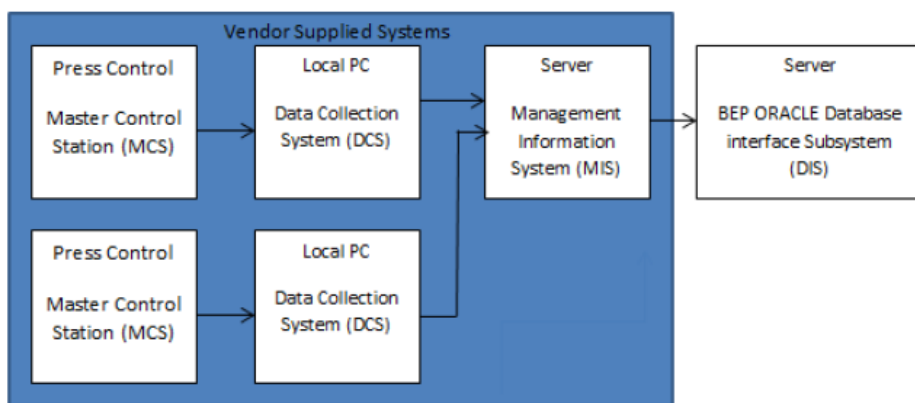 Vendor Supplied Systems
Press Control
Master Control
Station (MCS)
Local PC
Data Collection
System (DCS)
Server
Management
Information
System (MIS)
Server
BEP ORACLE Database
interface Subsystem
(DIS)
Press Control
Master Control
Station (MCS)
Local PC
Data Collection
System (DCS)